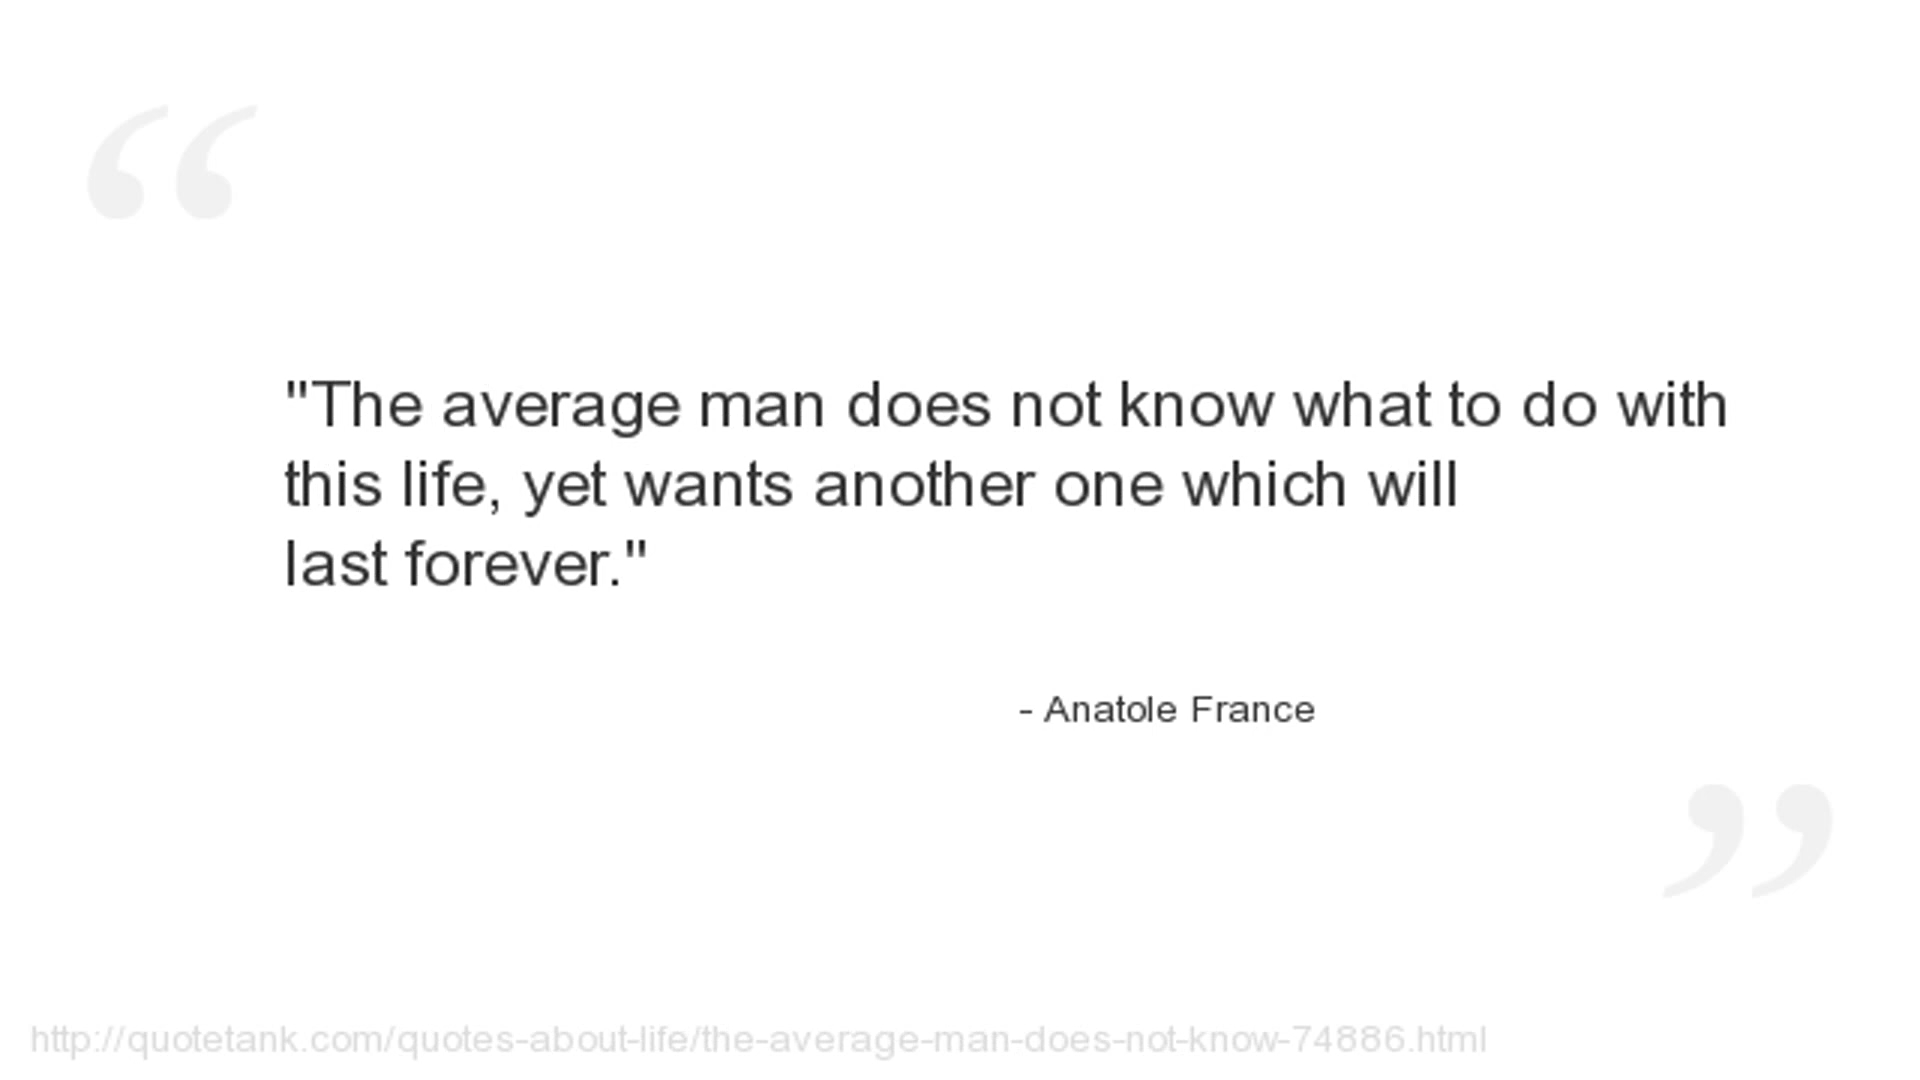 "The average man does not know what to do with
this life, yet wants another one which will
last forever."
- Anatole France
http://quotetank.com/quotes-about-life/the-average-man-does-not-know-74886.html